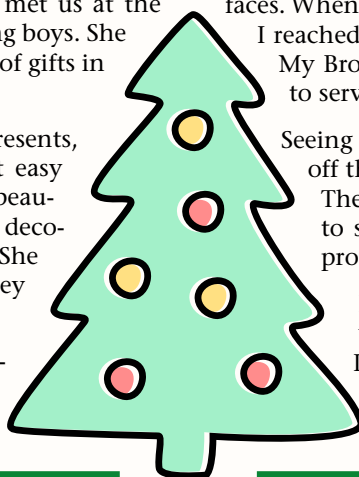 met us at the
ng boys. She
of gifts in
resents,
t easy
beau-
deco-
She
ey
-
faces. When
I reached
My Bro
to serv
Seeing
off th
The
to s
pro